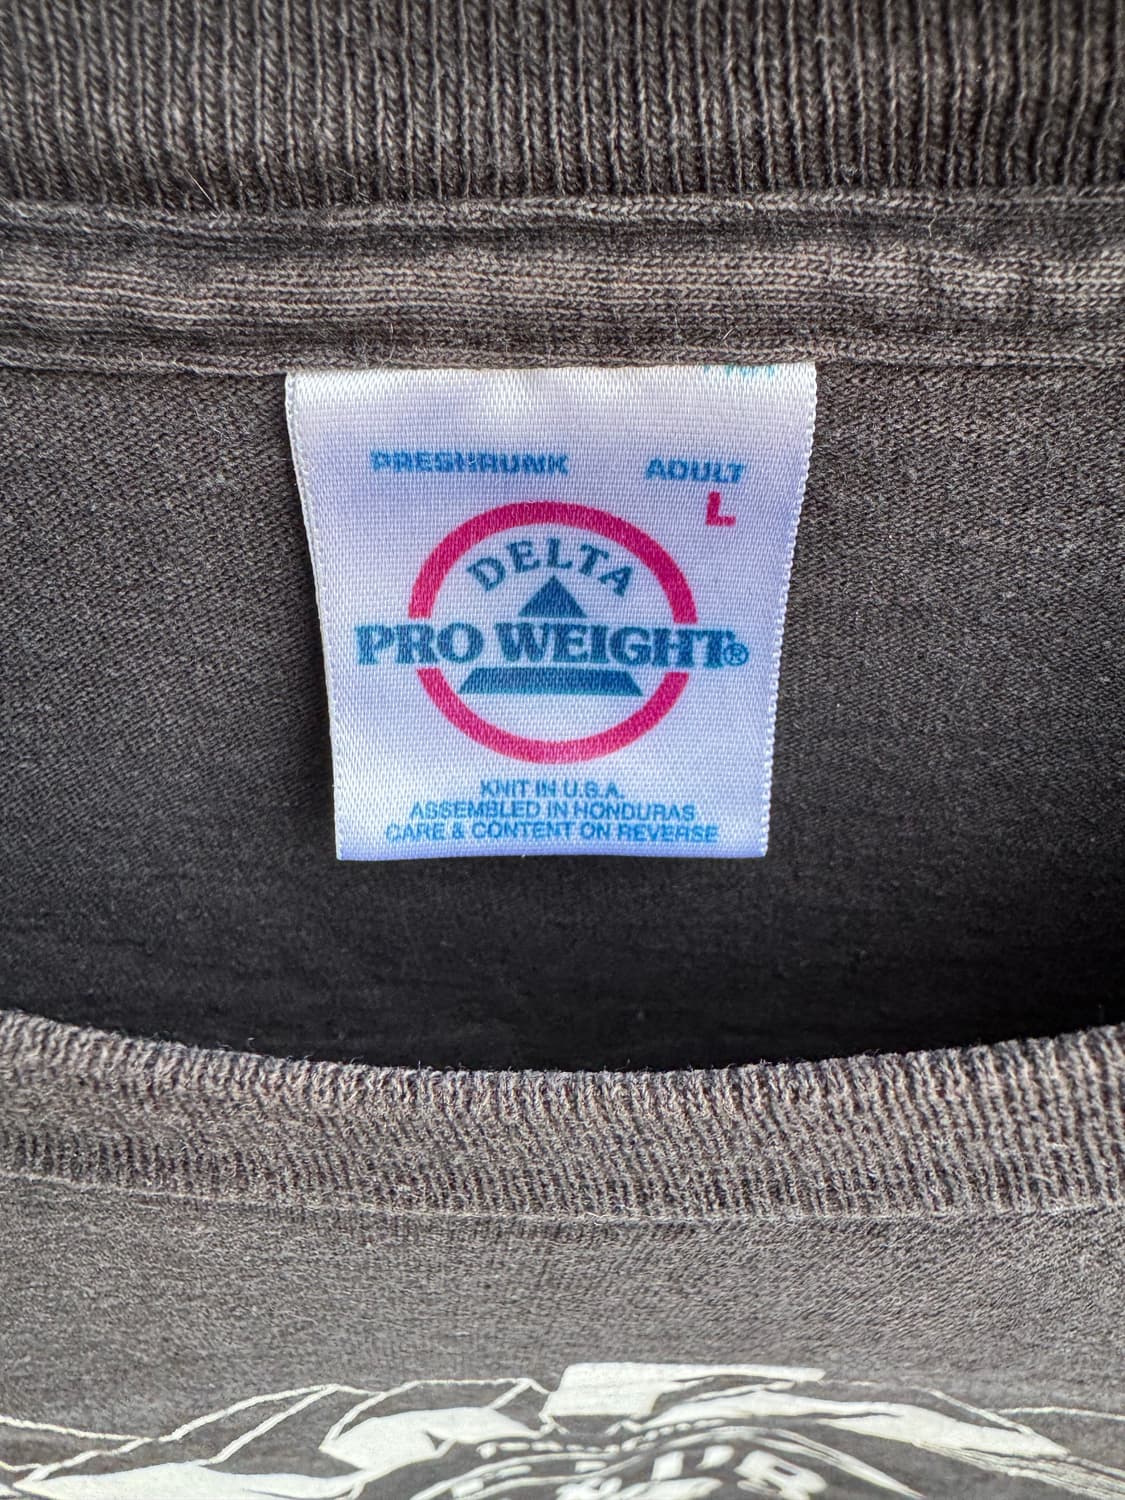 PRESHRUNK ADULT
L
DELTA
PRO WEIGHT®
KNIT IN U.S.A.
ASSEMBLED IN HONDURAS
CARE & CONTENT ON REVERSE